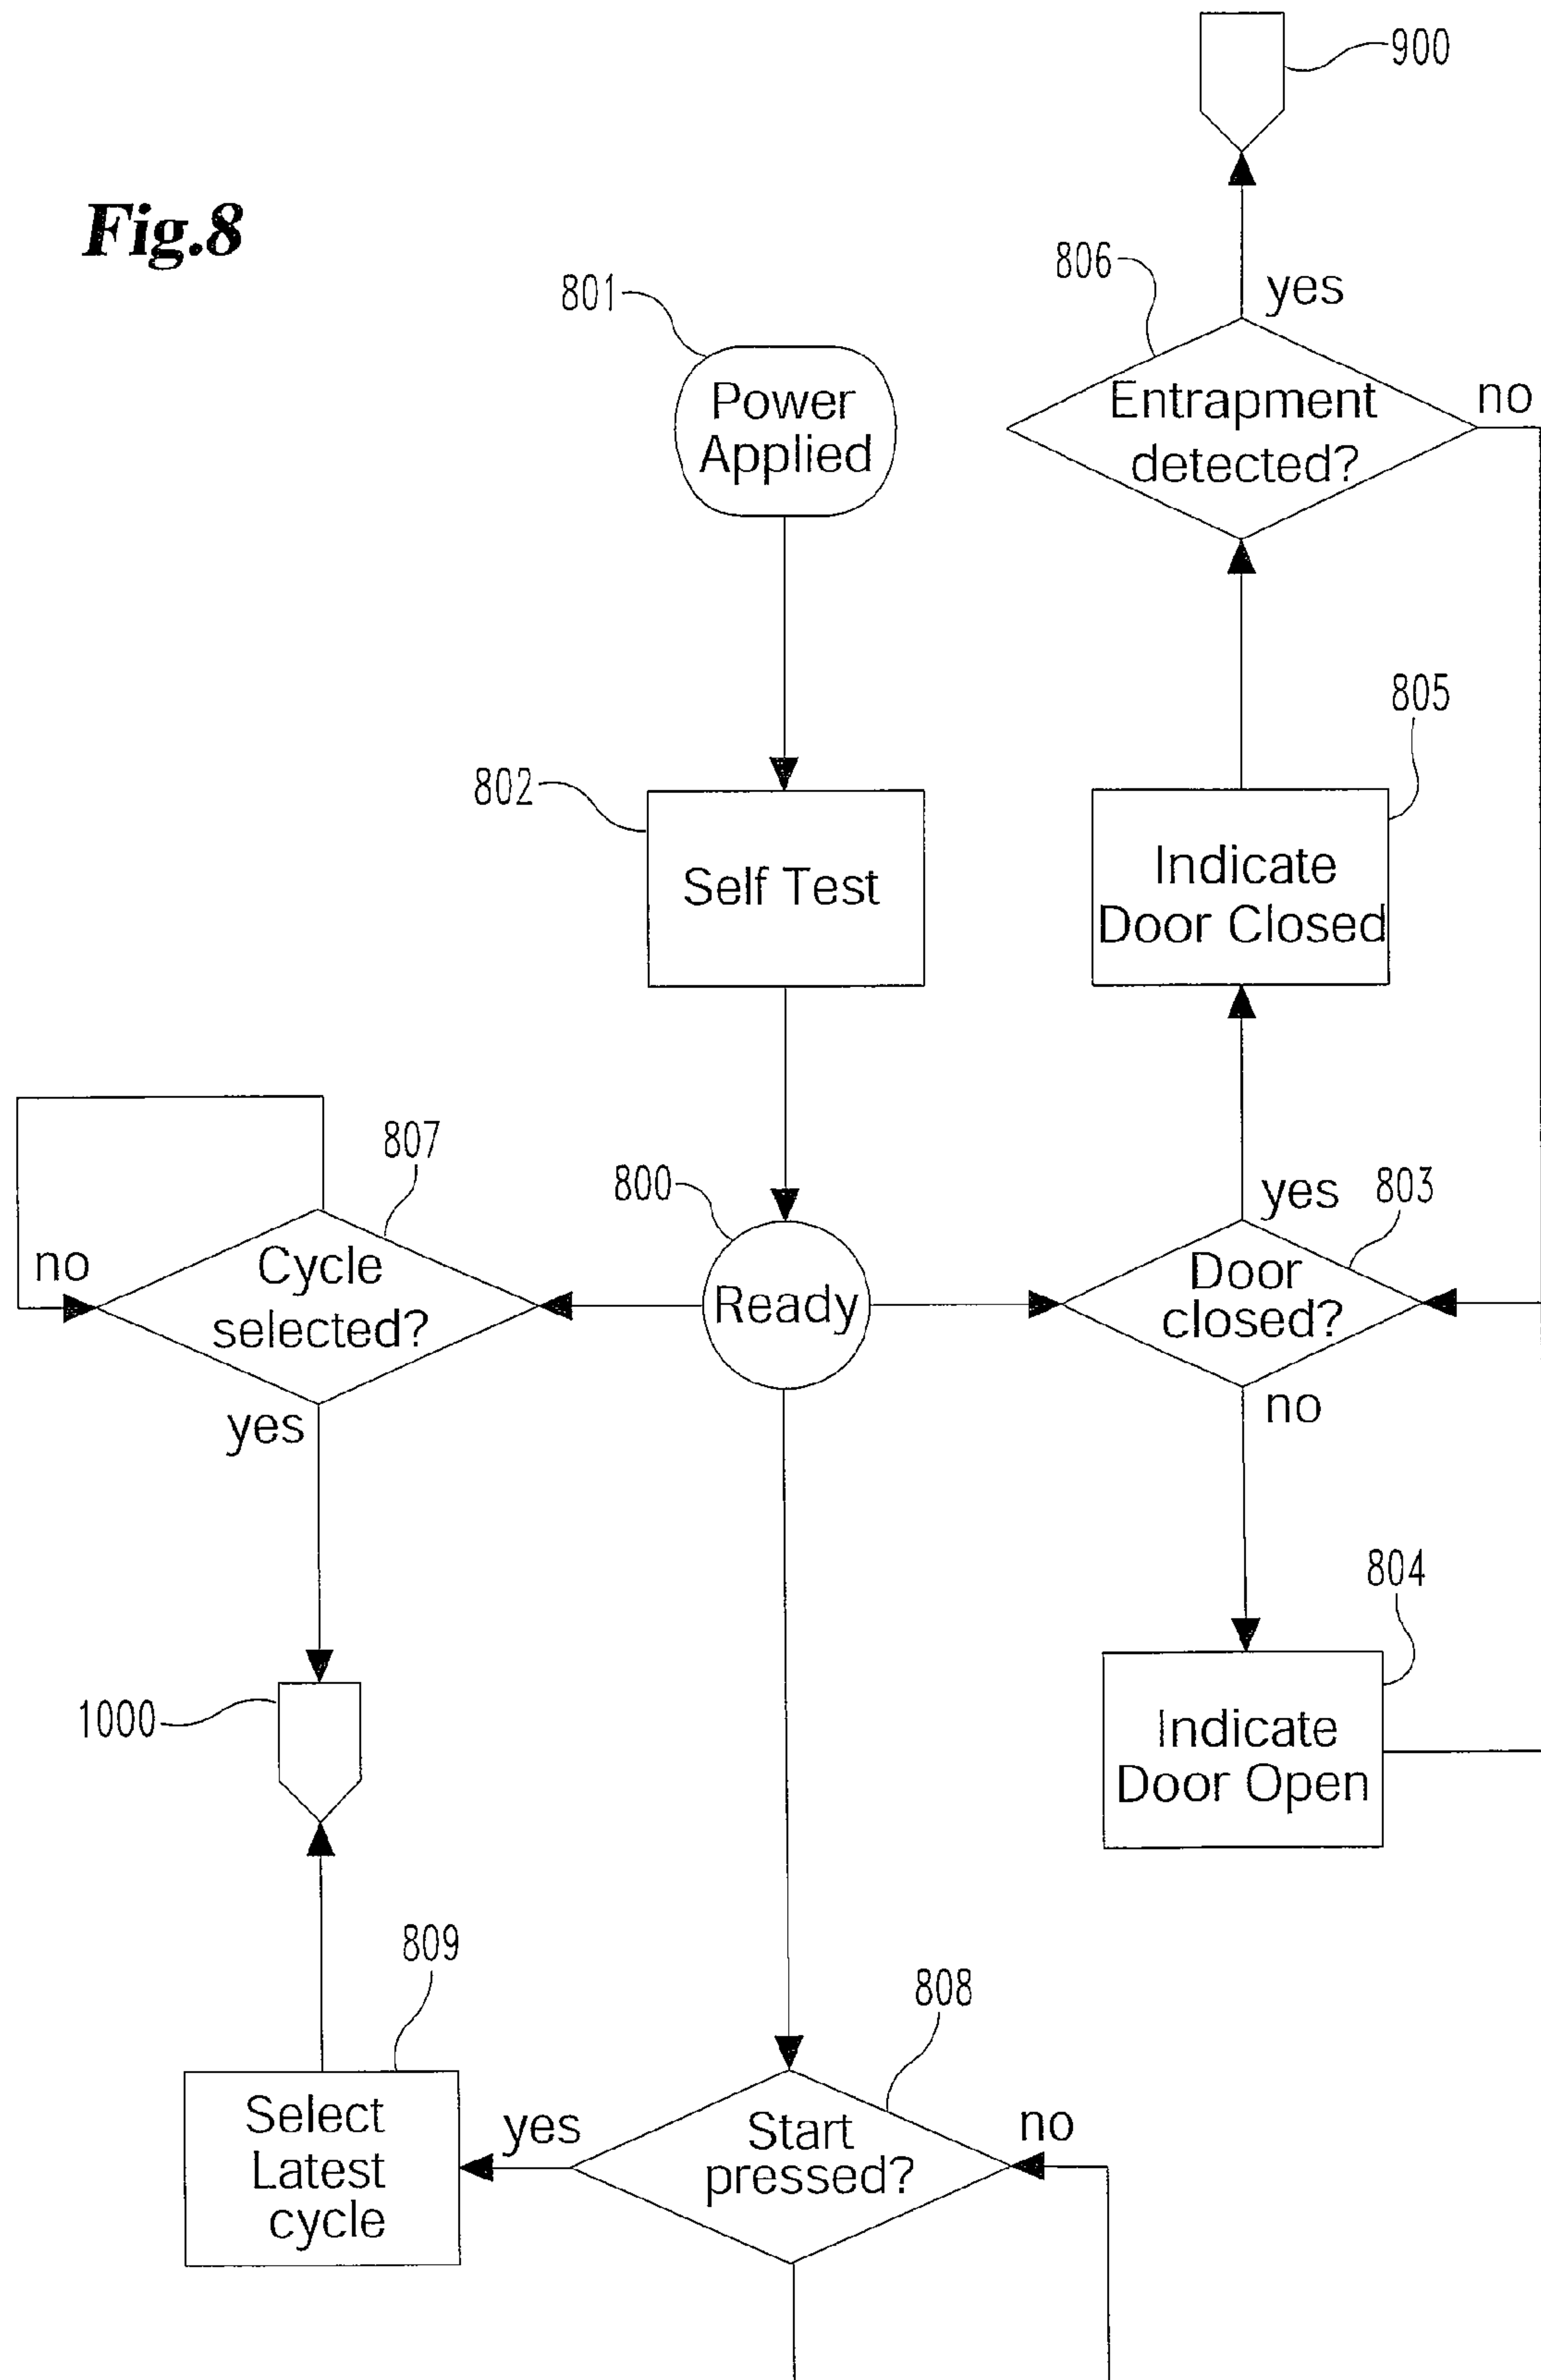 Fig.8
900
806
yes
801
Power
Applied
Entrapment
detected?
no
805
802
Self Test
Indicate
Door Closed
807
800
yes
803
no
Cycle
selected?
Ready
Door
closed?
yes
no
804
1000
Indicate
Door Open
809
808
Select
Latest
cycle
yes
Start
pressed?
no